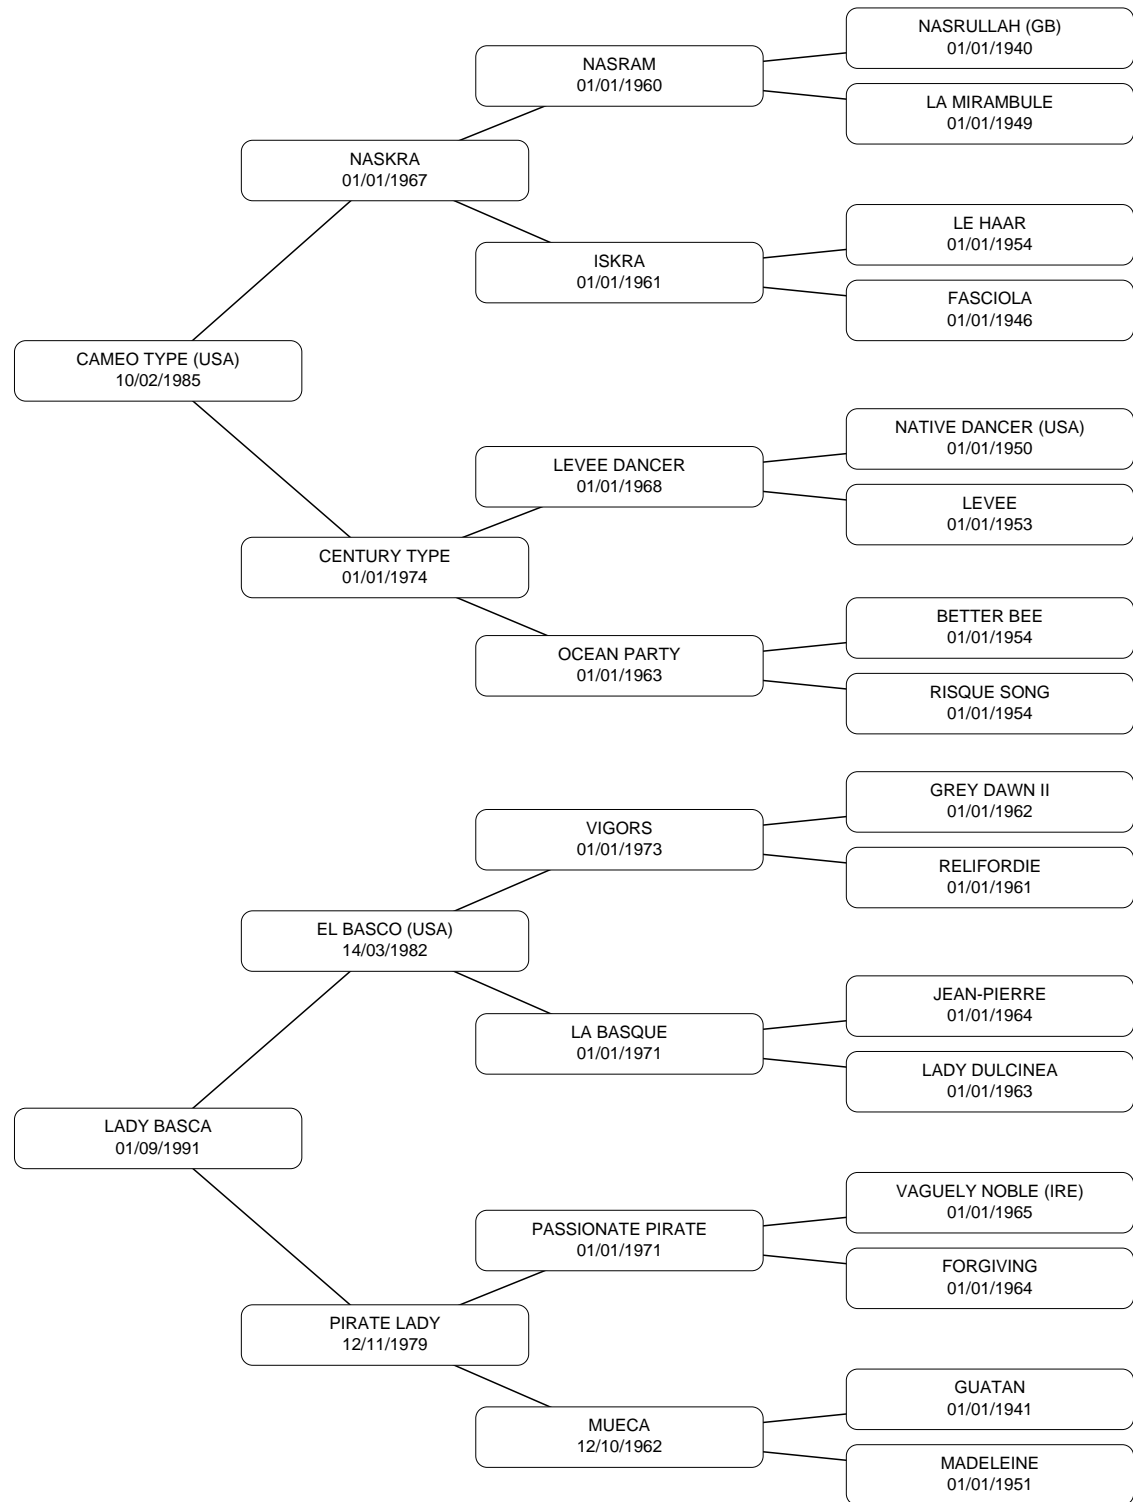 NASRULLAH (GB)
01/01/1940
NASRAM
01/01/1960
LA MIRAMBULE
01/01/1949
NASKRA
01/01/1967
LE HAAR
01/01/1954
ISKRA
01/01/1961
FASCIOLA
01/01/1946
CAMEO TYPE (USA)
10/02/1985
NATIVE DANCER (USA)
01/01/1950
LEVEE DANCER
01/01/1968
LEVEE
01/01/1953
CENTURY TYPE
01/01/1974
BETTER BEE
01/01/1954
OCEAN PARTY
01/01/1963
RISQUE SONG
01/01/1954
GREY DAWN II
01/01/1962
VIGORS
01/01/1973
RELIFORDIE
01/01/1961
EL BASCO (USA)
14/03/1982
JEAN-PIERRE
01/01/1964
LA BASQUE
01/01/1971
LADY DULCINEA
01/01/1963
LADY BASCA
01/09/1991
VAGUELY NOBLE (IRE)
01/01/1965
PASSIONATE PIRATE
01/01/1971
FORGIVING
01/01/1964
PIRATE LADY
12/11/1979
GUATAN
01/01/1941
MUECA
12/10/1962
MADELEINE
01/01/1951